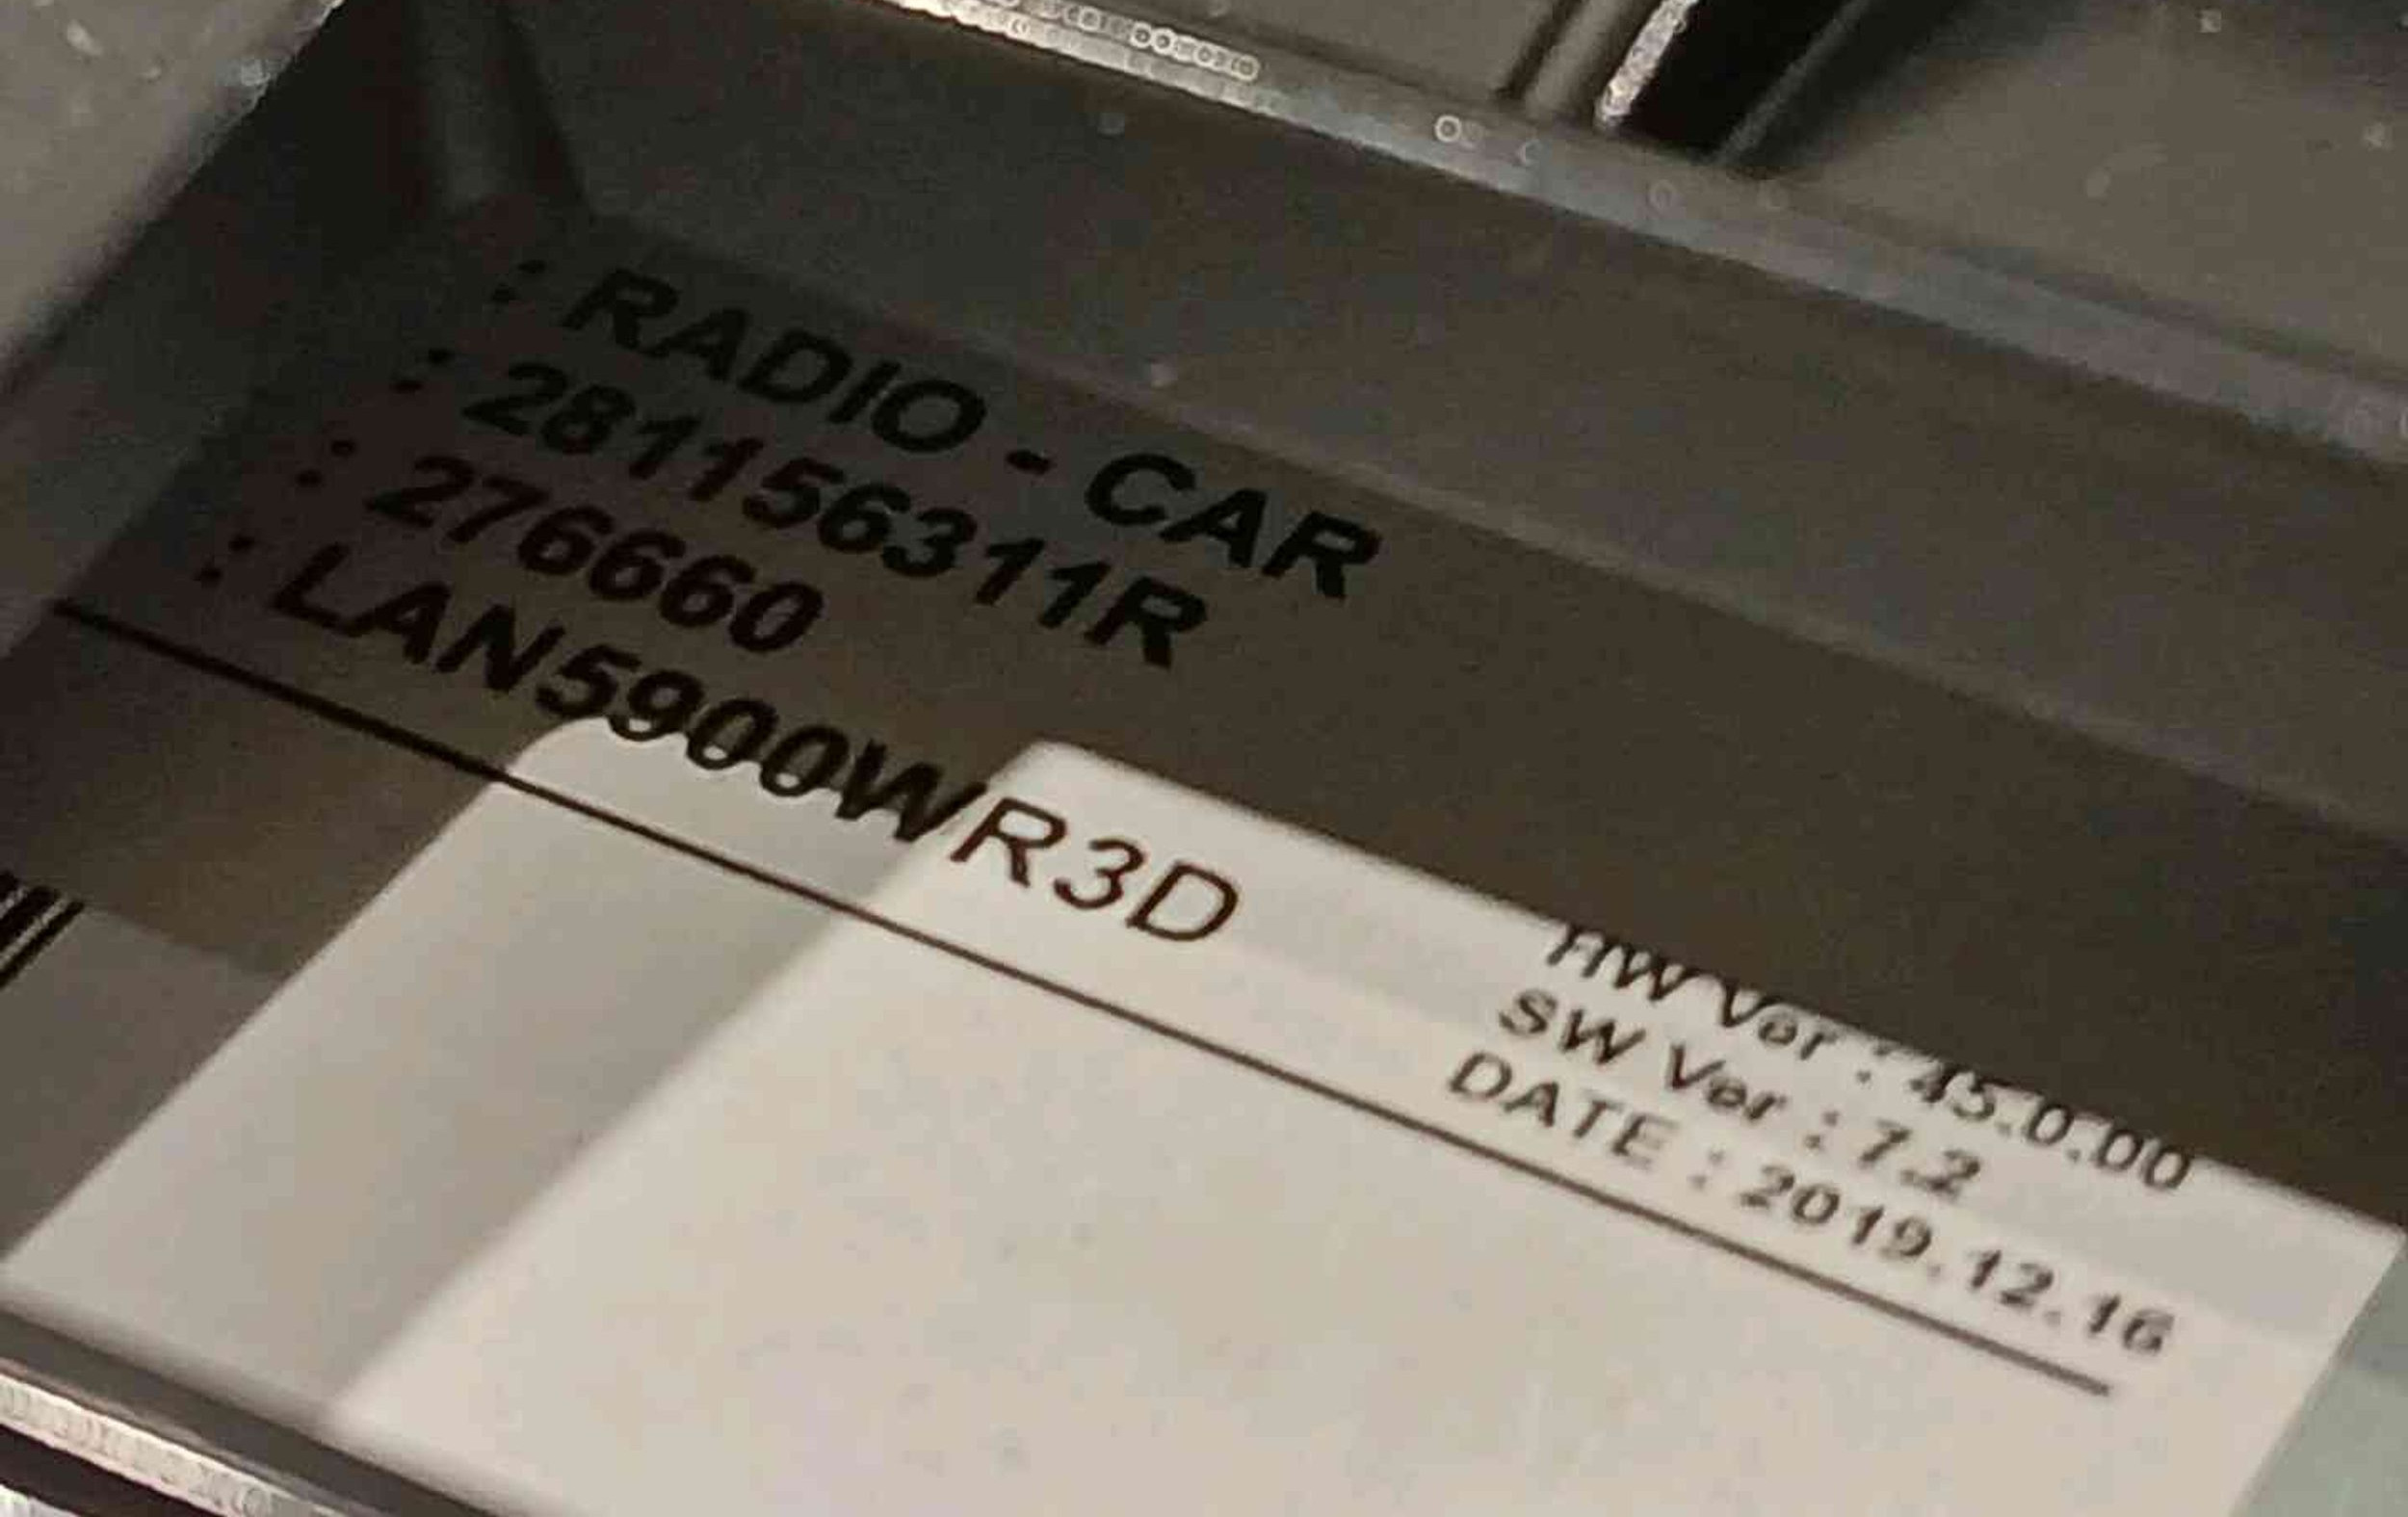 : RADIO - CAR
: 281156311R
: 276660
: LAN5900WR3D
HW Ver : 45.0.00
SW Ver : 7.2
DATE : 2019.12.16